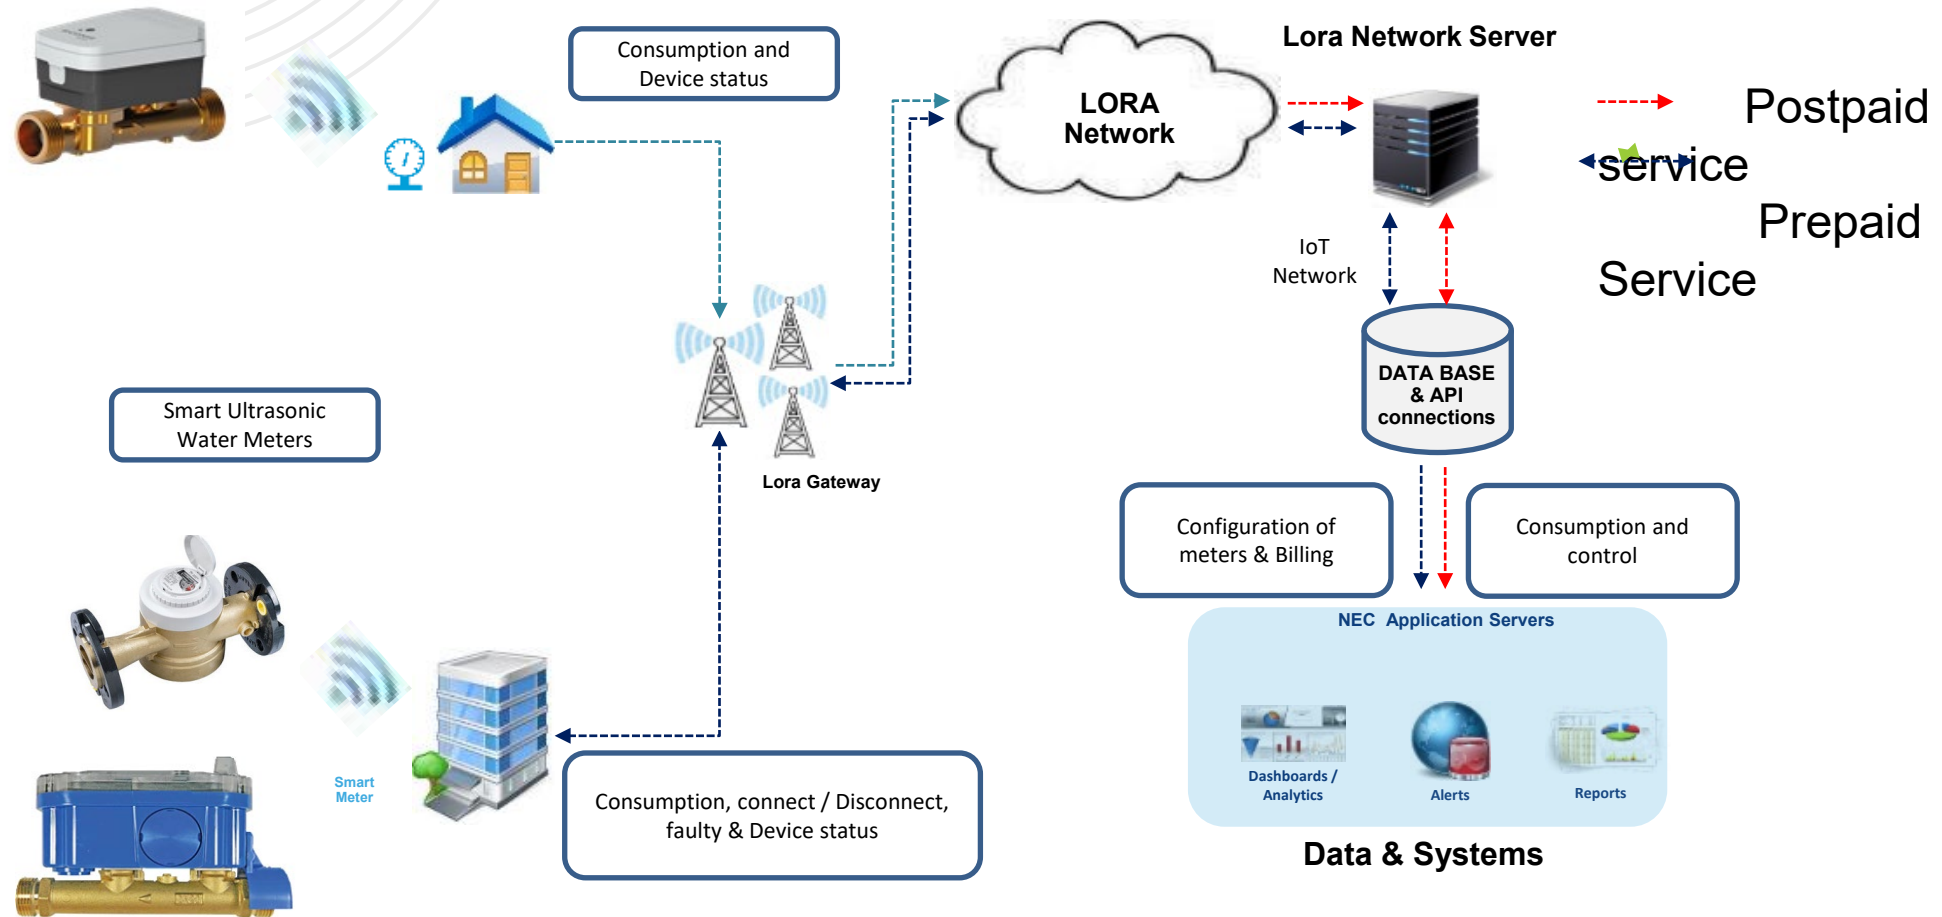 Consumption and
Device status
Lora Network Server
LORA
Network
Postpaid
service
Prepaid
Service
IoT
Network
DATA BASE
& API
connections
Smart Ultrasonic
Water Meters
Lora Gateway
Configuration of
meters & Billing
Consumption and
control
NEC Application Servers
Dashboards /
Analytics
Alerts
Reports
Data & Systems
Smart
Meter
Consumption, connect / Disconnect,
faulty & Device status